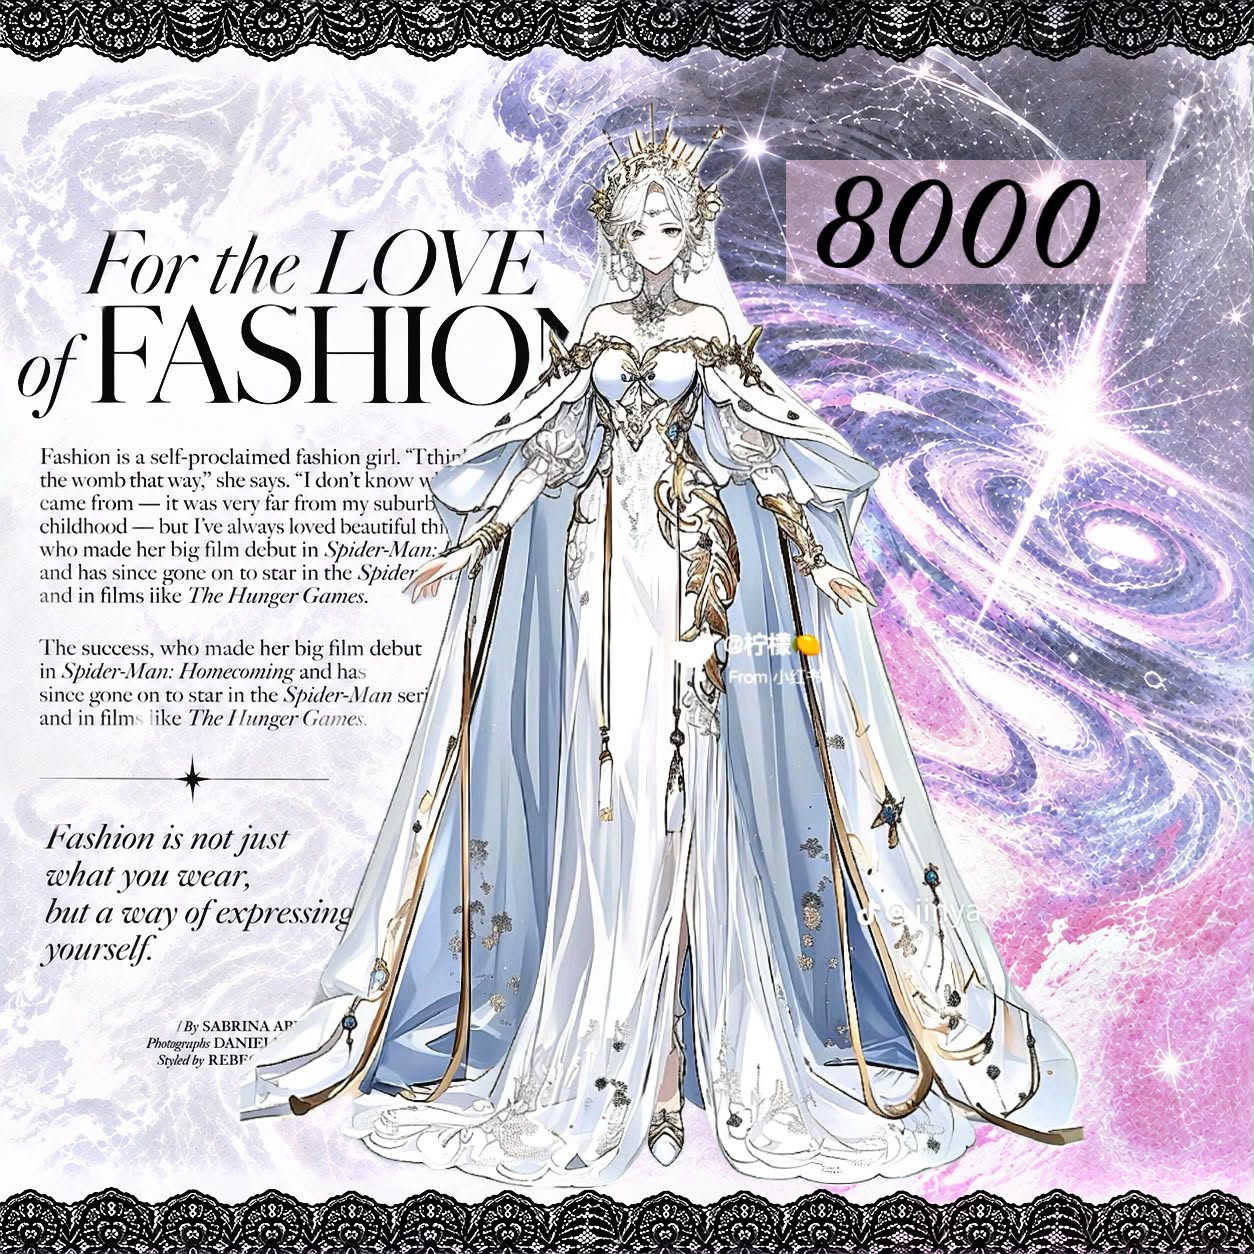 8000
For the LOVE
of FASHION
Fashion is a self-proclaimed fashion girl. “I thin
the womb that way,” she says. “I don’t know w
came from — it was very far from my suburb
childhood — but I’ve always loved beautiful thi
who made her big film debut in Spider-Man:
and has since gone on to star in the Spider
and in films iike The Hunger Games.
The success, who made her big film debut
in Spider-Man: Homecoming and has
since gone on to star in the Spider-Man seri
and in films like The Hunger Games.
Fashion is not just
what you wear,
but a way of expressing
yourself.
/ By SABRINA AB
Photographs DANIEL
Styled by REBE
@柠檬🍋
From 小红书